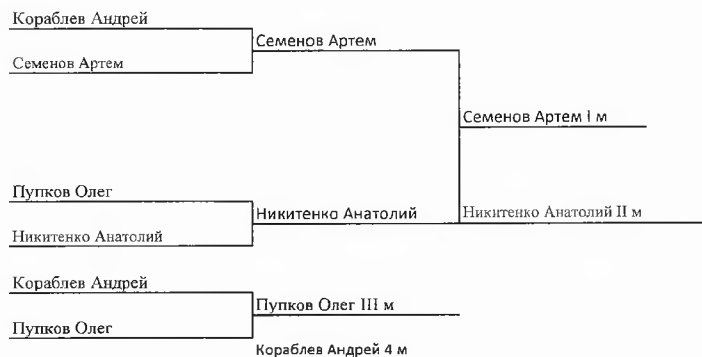 Кораблев Андрей
Семенов Артем
Семенов Артем
Семенов Артем I м
Пупков Олег
Никитенко Анатолий
Никитенко Анатолий
Никитенко Анатолий II м
Кораблев Андрей
Пупков Олег III м
Пупков Олег
Кораблев Андрей 4 м